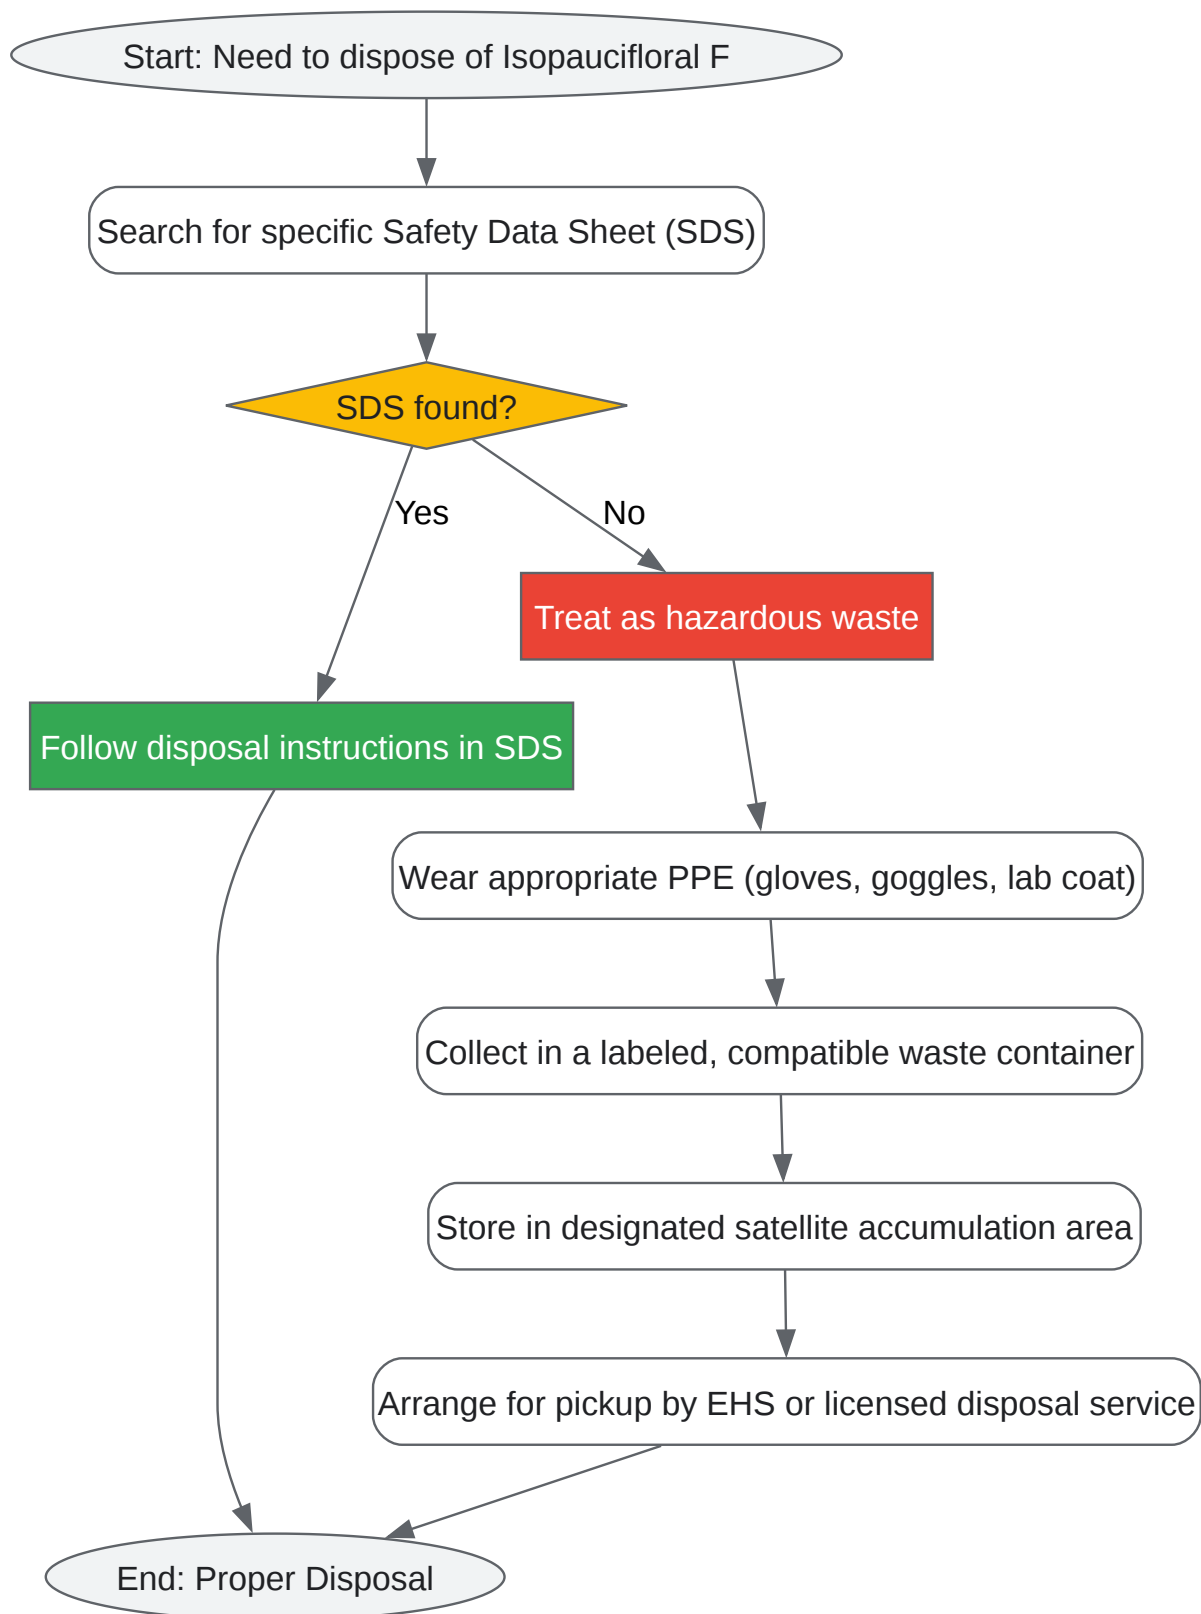 Start: Need to dispose of Isopaucifloral F
Search for specific Safety Data Sheet (SDS)
SDS found?
Yes
No
Treat as hazardous waste
Follow disposal instructions in SDS
Wear appropriate PPE (gloves, goggles, lab coat)
Collect in a labeled, compatible waste container
Store in designated satellite accumulation area
Arrange for pickup by EHS or licensed disposal service
End: Proper Disposal